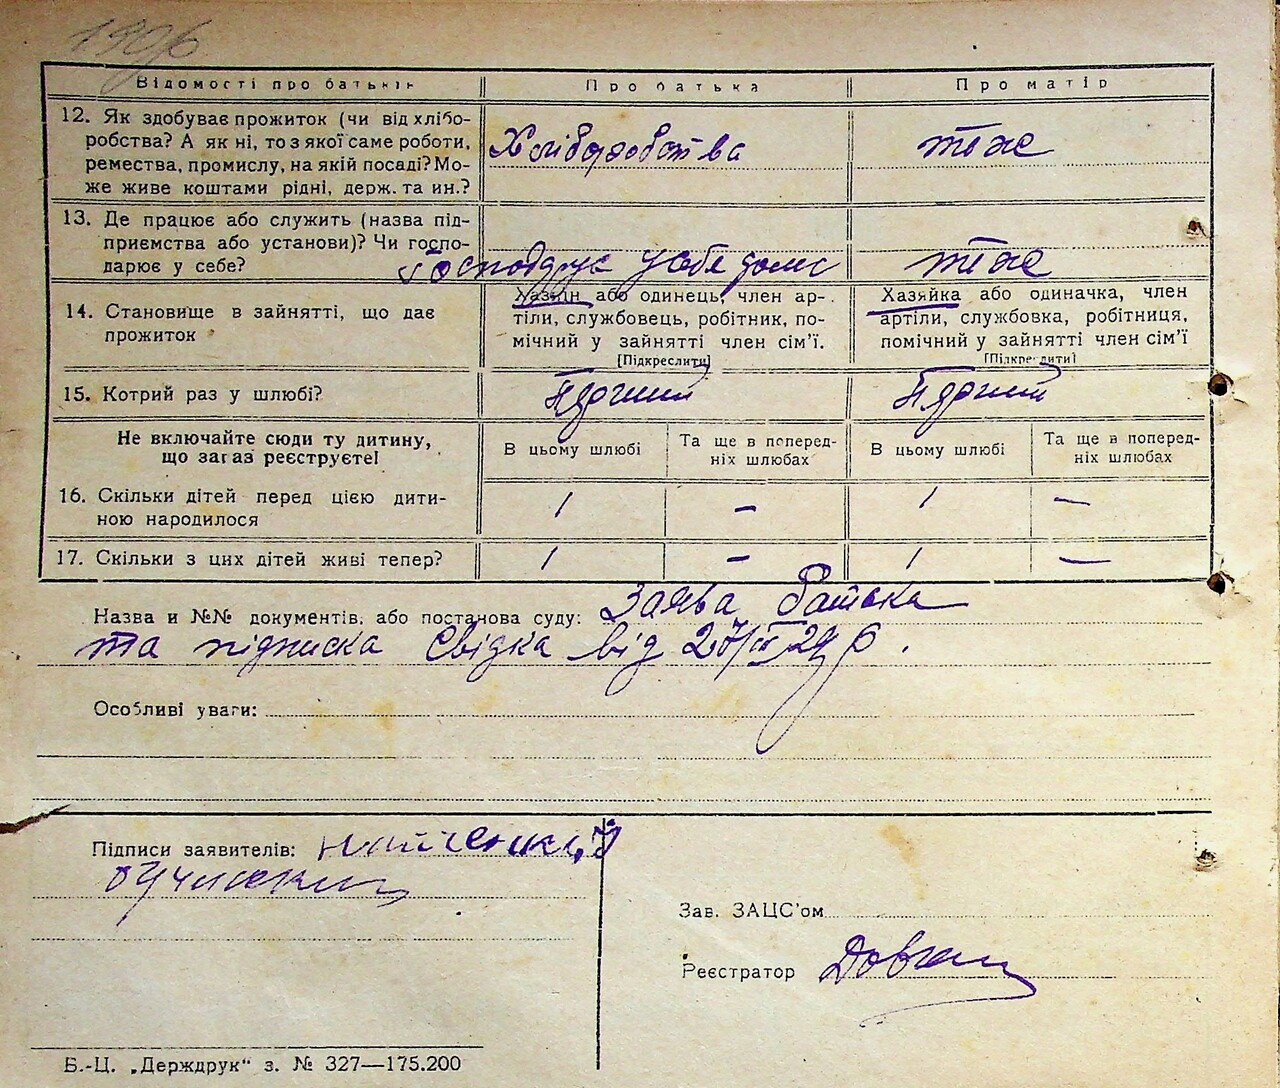 Відомості про батьків Про батька Про матір
12. Як здобуває прожиток (чи від хлібо-
робства? А як ні, то з якої саме роботи,
ремества, промислу, на якій посаді? Мо-
же живе коштами рідні, держ. та ин.?
Хліборобства теж
13. Де працює або служить (назва під-
приємства або установи)? Чи госпо-
дарює у себе?
Господрує у себе дома теж
14. Становище в зайнятті, що дає
прожиток
Хазяїн або одинець, член ар-
тіли, службовець, робітник, по-
мічний у зайнятті член сім'ї.
[Підкреслити]
Хазяйка або одиначка, член
артіли, службовка, робітниця,
помічний у зайнятті член сім'ї
[Підкреслити]
15. Котрий раз у шлюбі? Перший Перший
Не включайте сюди ту дитину,
що зараз реєструєте!
В цьому шлюбі
Та ще в поперед-
ніх шлюбах
В цьому шлюбі
Та ще в поперед-
ніх шлюбах
16. Скільки дітей перед цією дити-
ною народилося
1 – 1 –
17. Скільки з цих дітей живі тепер? 1 – 1 –
Назва и №№ документів, або постанова суду: Заява батька
та підписка свідка від
Особливі уваги:
Підписи заявителів:
Зав. ЗАЦС'ом
Реєстратор
Б.-Ц. „Держдрук“ з. № 327—175.200